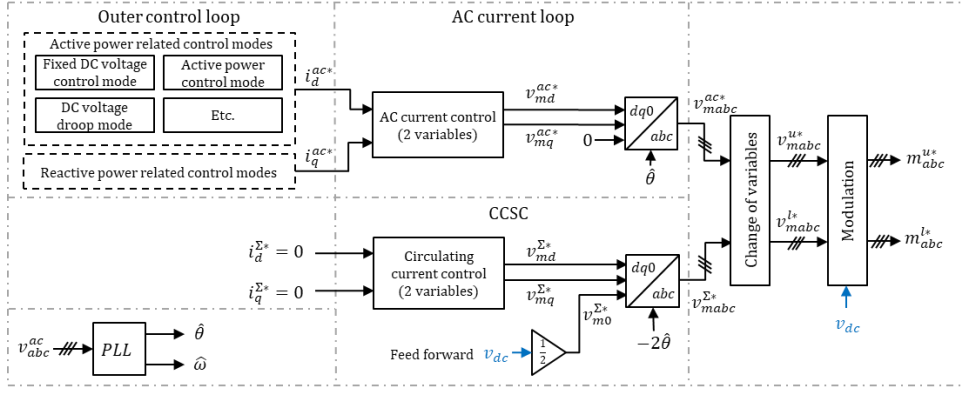 Outer control loop
Active power related control modes
Fixed DC voltage
control mode
Active power
control mode
DC voltage
droop mode
Etc.
Reactive power related control modes
i_d^{ac*}
i_q^{ac*}
AC current loop
AC current control
(2 variables)
v_{md}^{ac*}
v_{mq}^{ac*}
0
dq0
abc
θ̂
v_{mabc}^{ac*}
CCSC
i_d^{Σ*} = 0
i_q^{Σ*} = 0
Circulating
current control
(2 variables)
v_{md}^{Σ*}
v_{mq}^{Σ*}
v_{m0}^{Σ*}
dq0
abc
−2θ̂
v_{mabc}^{Σ*}
Feed forward
v_{dc}
1/2
Change of variables
v_{mabc}^{u*}
v_{mabc}^{l*}
Modulation
m_{abc}^{u*}
m_{abc}^{l*}
v_{dc}
v_{abc}^{ac}
PLL
θ̂
ω̂